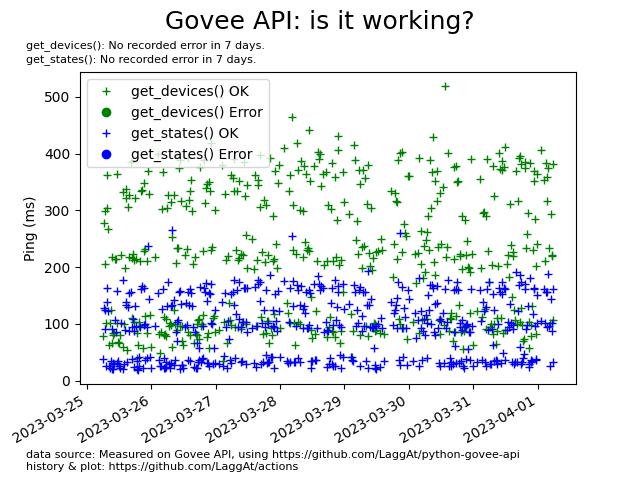 Govee API: is it working?
get_devices(): No recorded error in 7 days.
get_states(): No recorded error in 7 days.
get_devices() OK
get_devices() Error
get_states() OK
get_states() Error
500
400
300
200
100
0
Ping (ms)
2023-03-25
2023-03-26
2023-03-27
2023-03-28
2023-03-29
2023-03-30
2023-03-31
2023-04-01
data source: Measured on Govee API, using https://github.com/LaggAt/python-govee-api
history & plot: https://github.com/LaggAt/actions